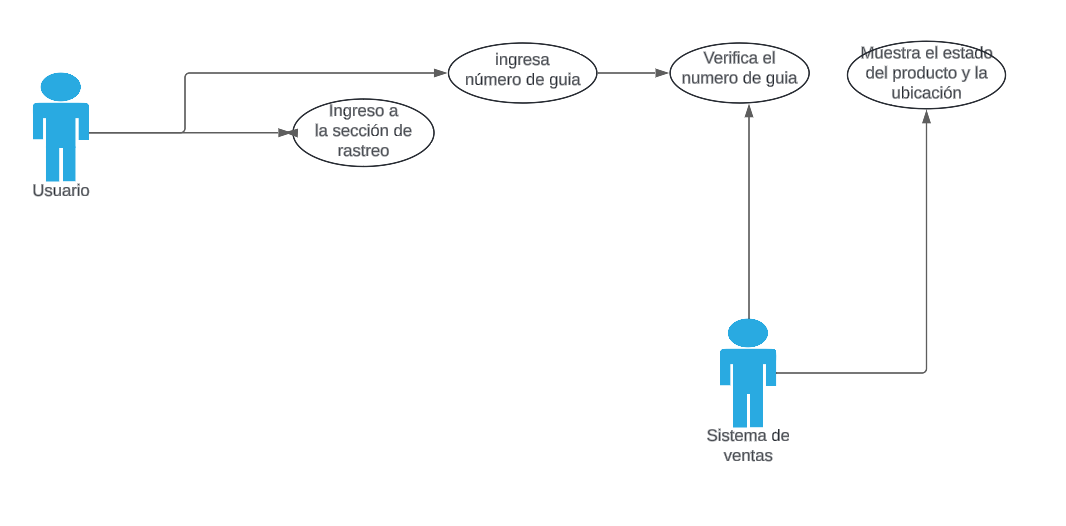 ingresa
número de guia
Verifica el
numero de guia
Muestra el estado
del producto y la
ubicación
Ingreso a
la sección de
rastreo
Usuario
Sistema de
ventas